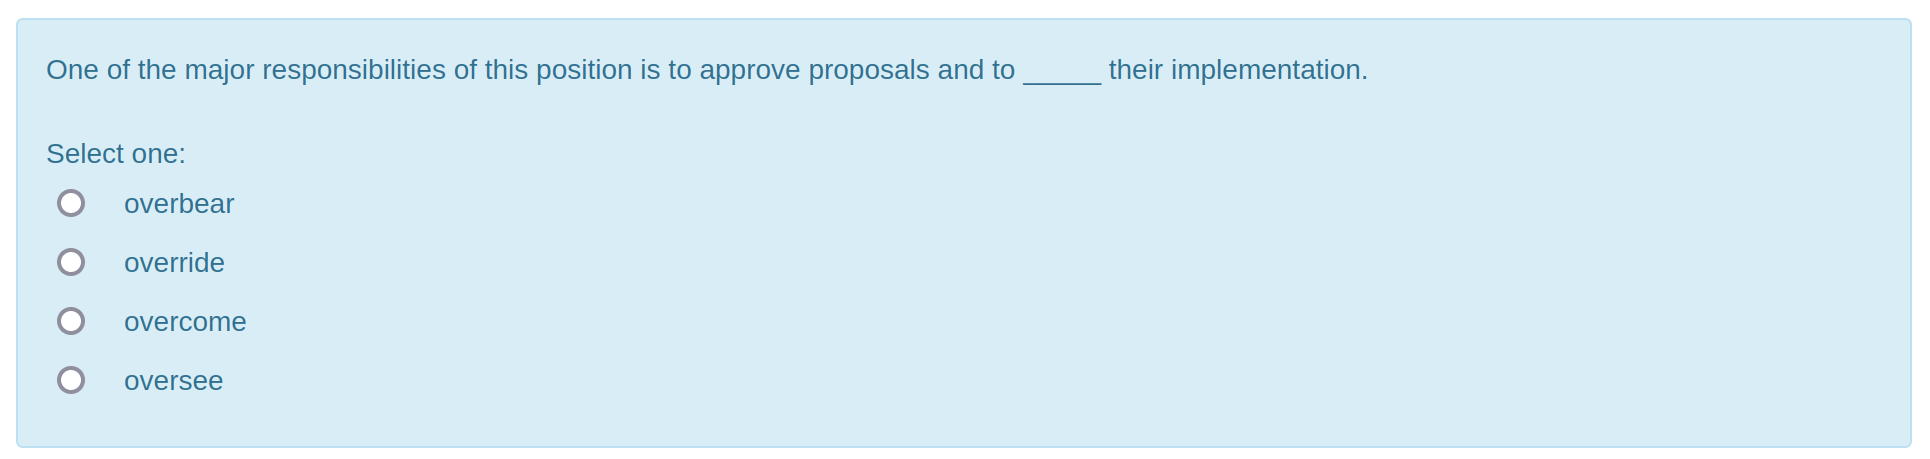 One of the major responsibilities of this position is to approve proposals and to _____ their implementation.
Select one:
overbear
override
overcome
oversee